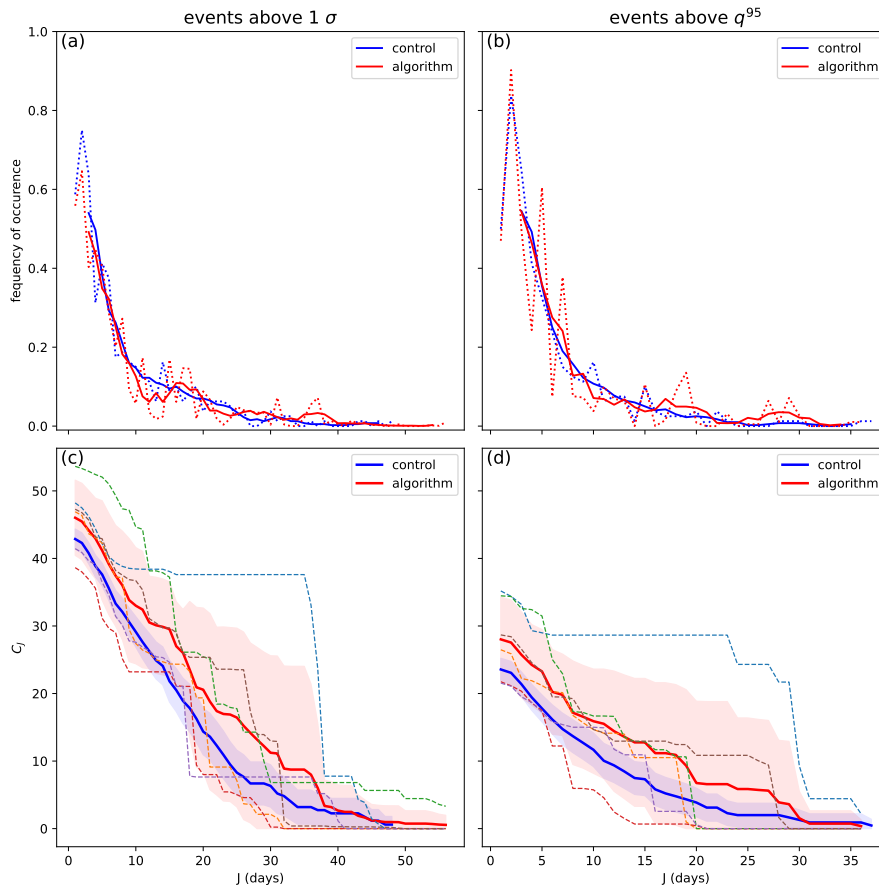 events above 1 σ
events above q^95
(a)
control
algorithm
(b)
control
algorithm
1.0
0.8
0.6
0.4
0.2
0.0
fequency of occurence
(c)
control
algorithm
(d)
control
algorithm
50
40
30
20
10
0
C_J
0 10 20 30 40 50
0 5 10 15 20 25 30 35
J (days)
J (days)